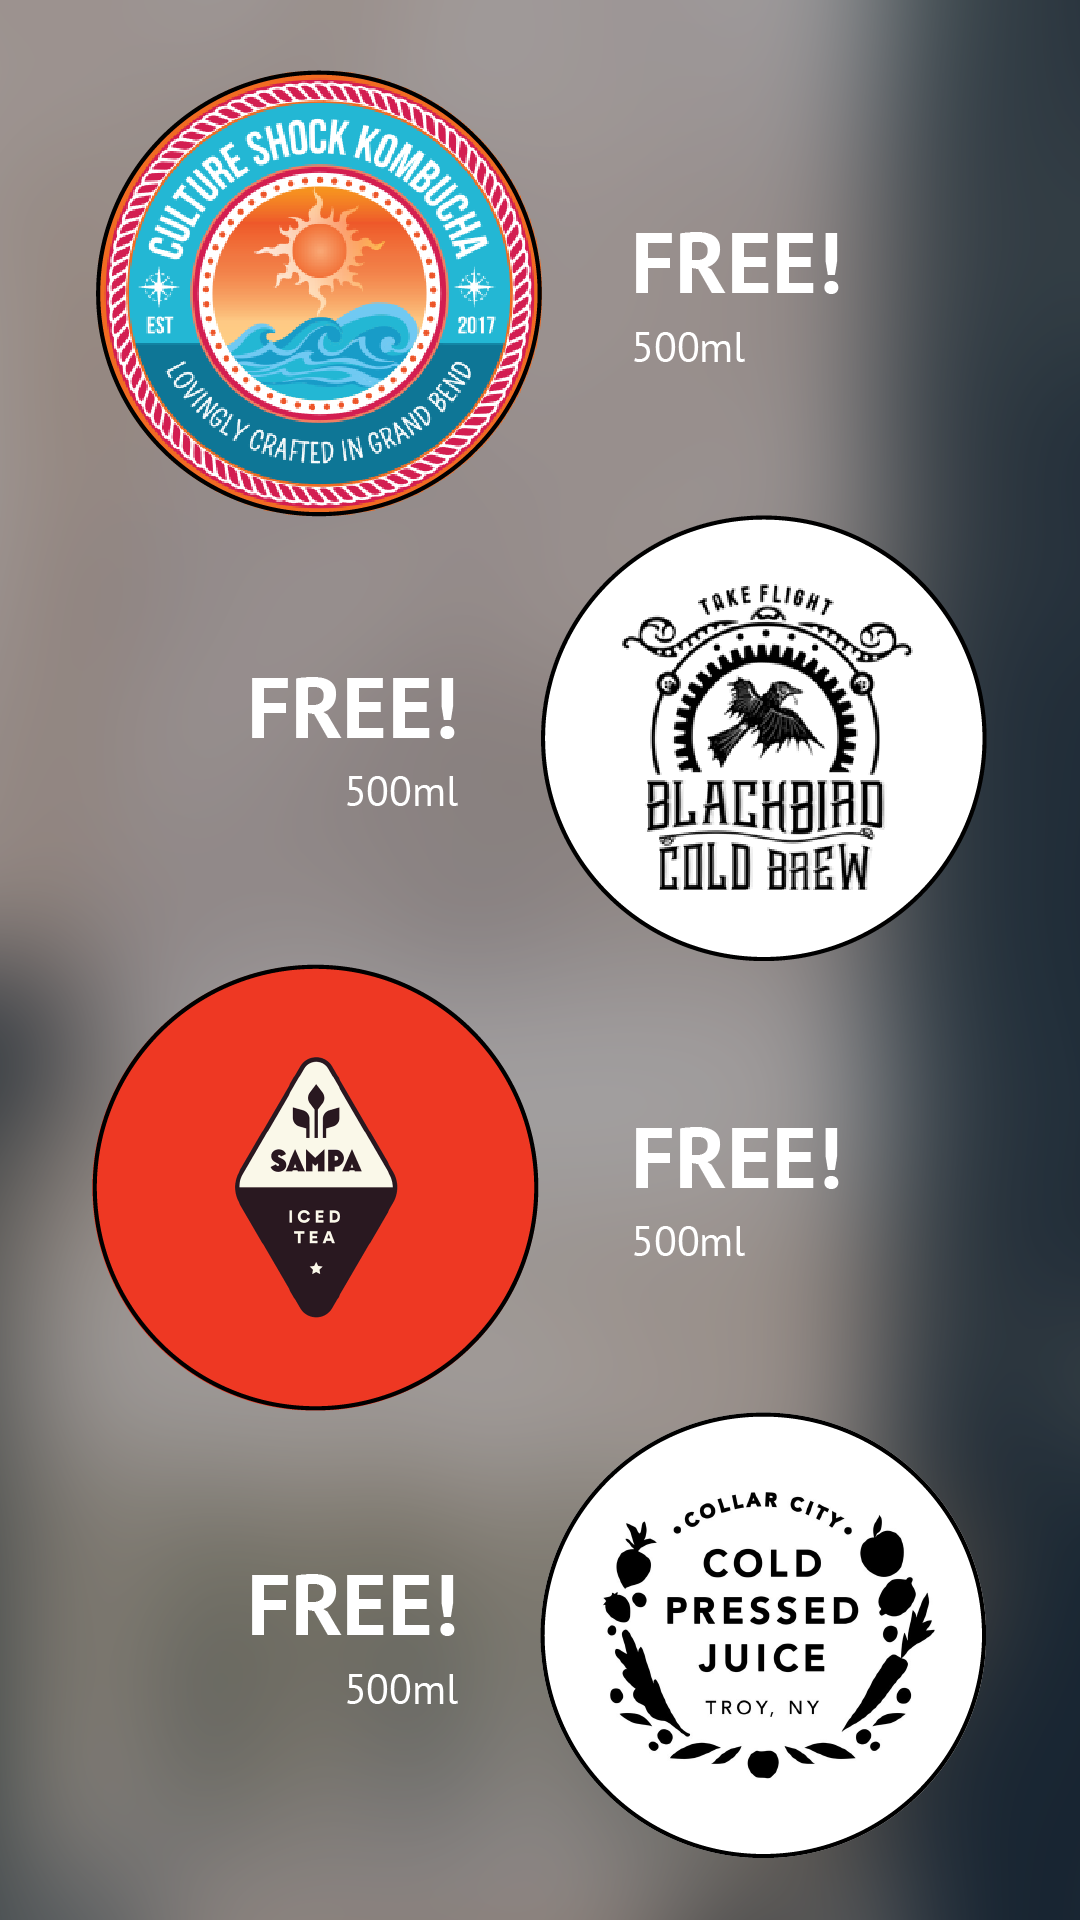 CULTURE SHOCK KOMBUCHA
EST 2017
LOVINGLY CRAFTED IN GRAND BEND
FREE!
500ml
TAKE FLIGHT
BLACKBIRD
COLD BREW
FREE!
500ml
SAMPA
ICED
TEA
FREE!
500ml
•COLLAR CITY•
COLD
PRESSED
JUICE
TROY, NY
FREE!
500ml